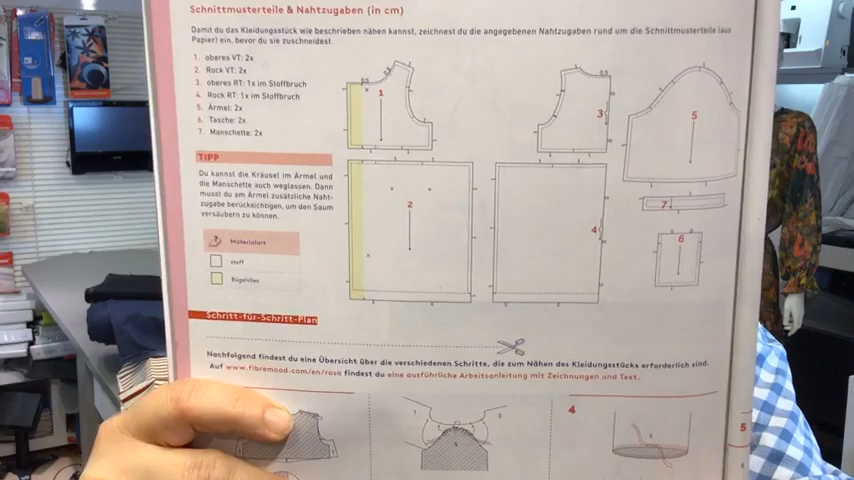 Schnittmusterteile & Nahtzugaben (in cm)
Damit du das Kleidungsstück wie beschrieben nähen kannst, zeichnest du die angegebenen Nahtzugaben rund um die Schnittmusterteile (aus
Papier) ein, bevor du sie zuschneidest.
1. oberes VT: 2x
2. Rock VT: 2x
3. oberes RT: 1x im Stoffbruch
4. Rock RT: 1x im Stoffbruch
5. Ärmel: 2x
6. Tasche: 2x
7. Manschette: 2x
TIPP
Du kannst die Kräusel im Ärmel und
die Manschette auch weglassen. Dann
musst du am Ärmel zusätzliche Naht-
zugabe berücksichtigen, um den Saum
versäubern zu können.
Materialart
stoff
Bügelvlies
1
2
3
4
5
7
6
Schritt-für-Schritt-Plan
Nachfolgend findest du eine Übersicht über die verschiedenen Schritte, die zum Nähen des Kleidungsstücks erforderlich sind.
Auf www.fibremood.com/en/rosa findest du eine ausführliche Arbeitsanleitung mit Zeichnungen und Text.
4
5